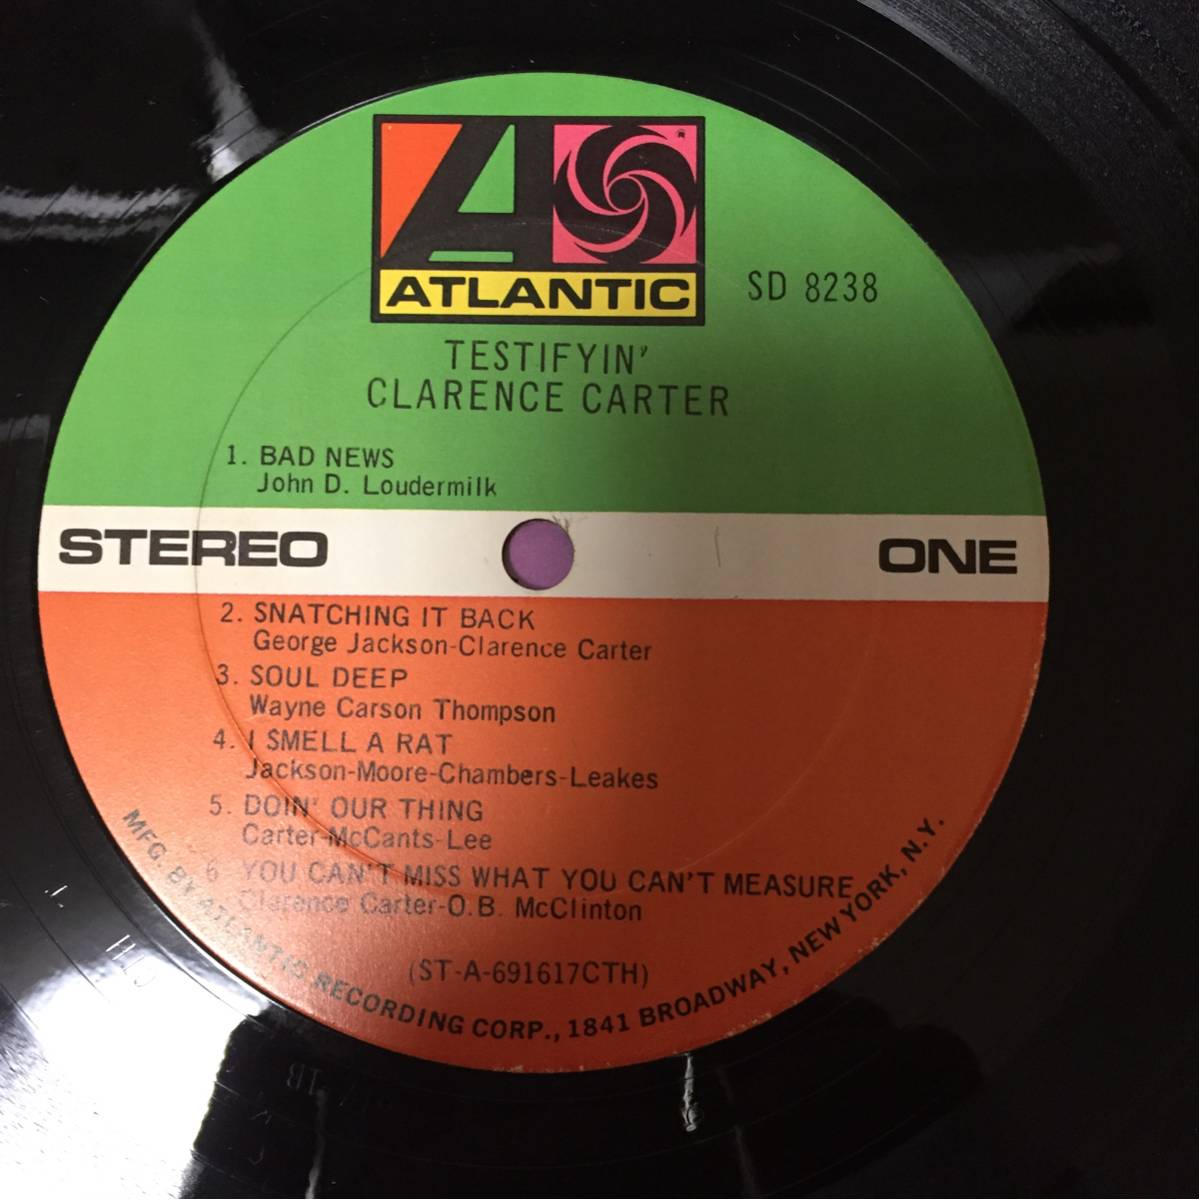 A ®
ATLANTIC
SD 8238
TESTIFYIN'
CLARENCE CARTER
1. BAD NEWS
John D. Loudermilk
STEREO
ONE
2. SNATCHING IT BACK
George Jackson-Clarence Carter
3. SOUL DEEP
Wayne Carson Thompson
4. I SMELL A RAT
Jackson-Moore-Chambers-Leakes
5. DOIN' OUR THING
Carter-McCants-Lee
6. YOU CAN'T MISS WHAT YOU CAN'T MEASURE
Clarence Carter-O.B. McClinton
(ST-A-691617CTH)
MFG. BY ATLANTIC RECORDING CORP., 1841 BROADWAY, NEW YORK, N.Y.